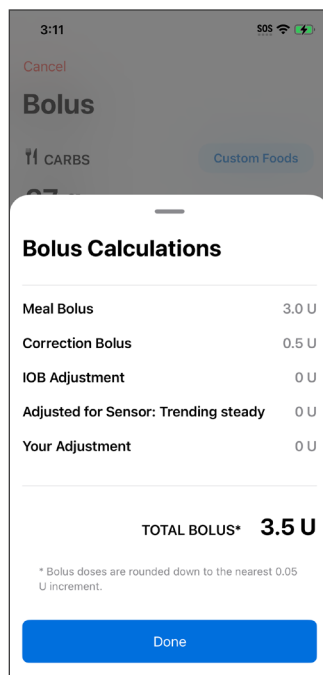 3:11 SOS
Cancel
Bolus
CARBS Custom Foods
Bolus Calculations
Meal Bolus 3.0 U
Correction Bolus 0.5 U
IOB Adjustment 0 U
Adjusted for Sensor: Trending steady 0 U
Your Adjustment 0 U
TOTAL BOLUS* 3.5 U
* Bolus doses are rounded down to the nearest 0.05
U increment.
Done